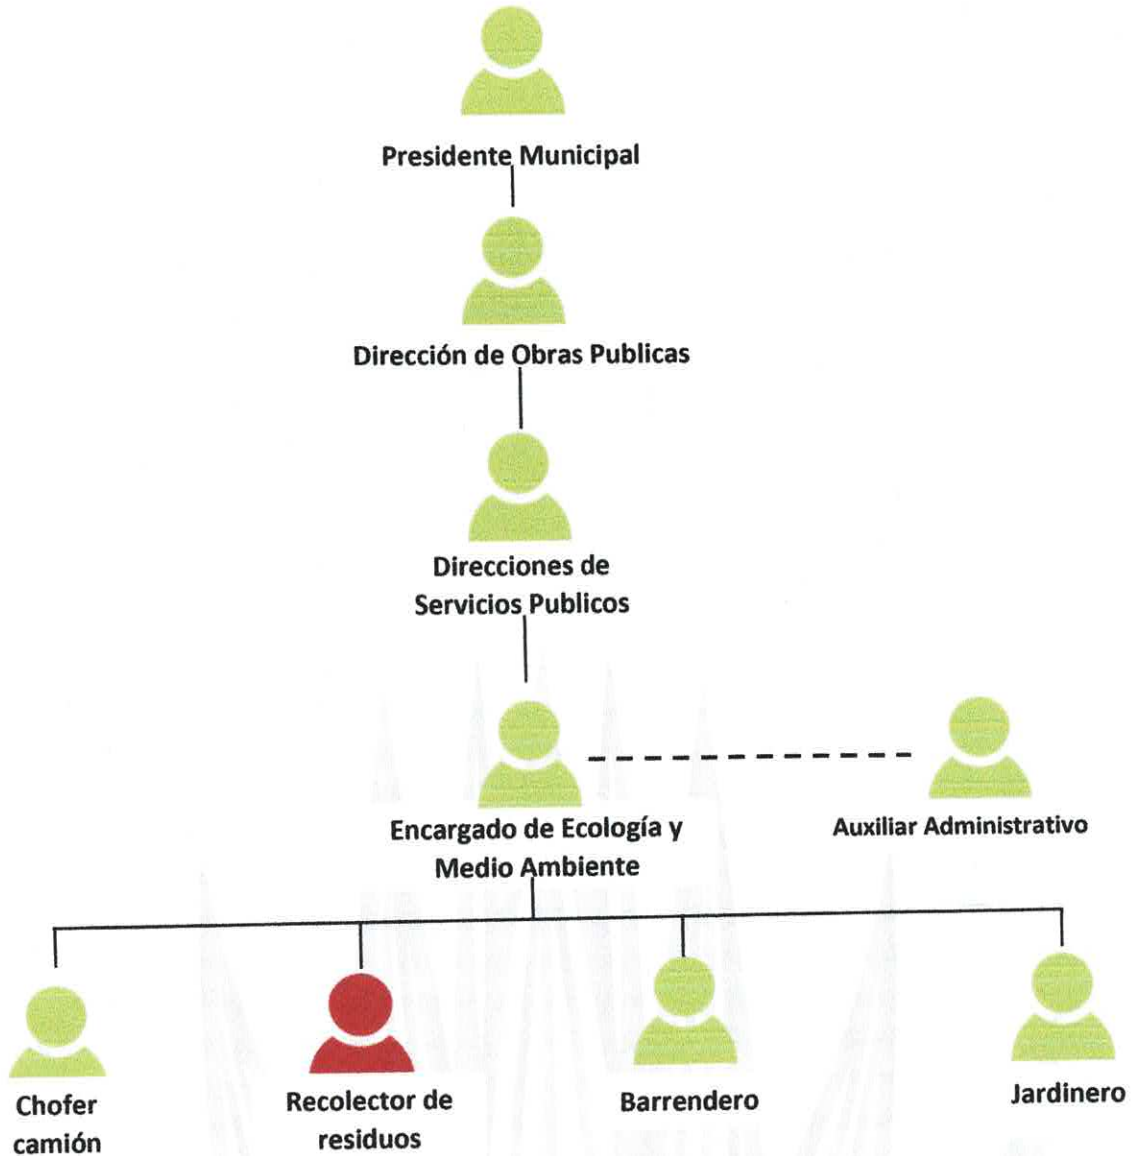 Presidente Municipal
Dirección de Obras Publicas
Direcciones de
Servicios Publicos
Encargado de Ecología y
Medio Ambiente
Auxiliar Administrativo
Chofer
camión
Recolector de
residuos
Barrendero
Jardinero